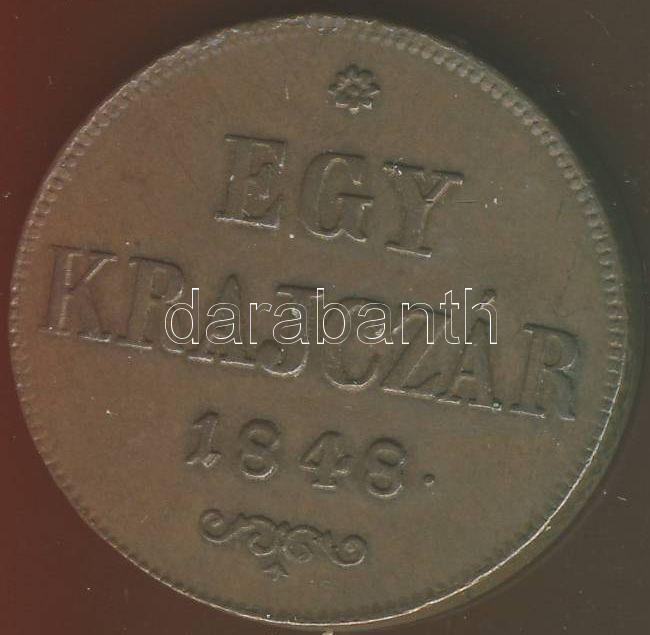 EGY
KRAJCZÁR
darabanth
1848.